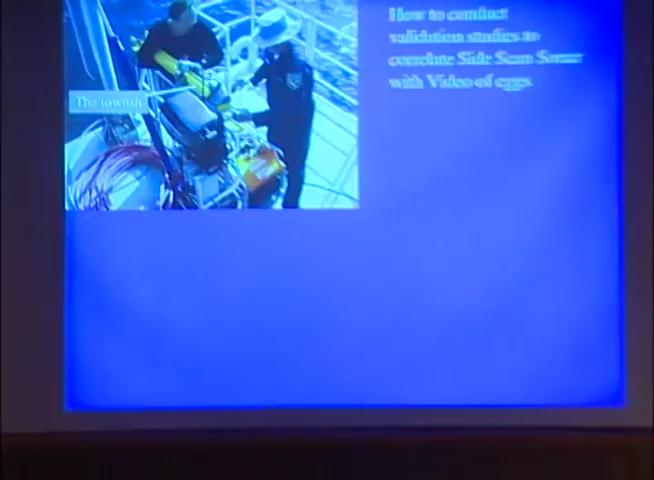 How to conduct
validation studies to
correlate Side Scan Sonar
with Video of eggs.
The towfish